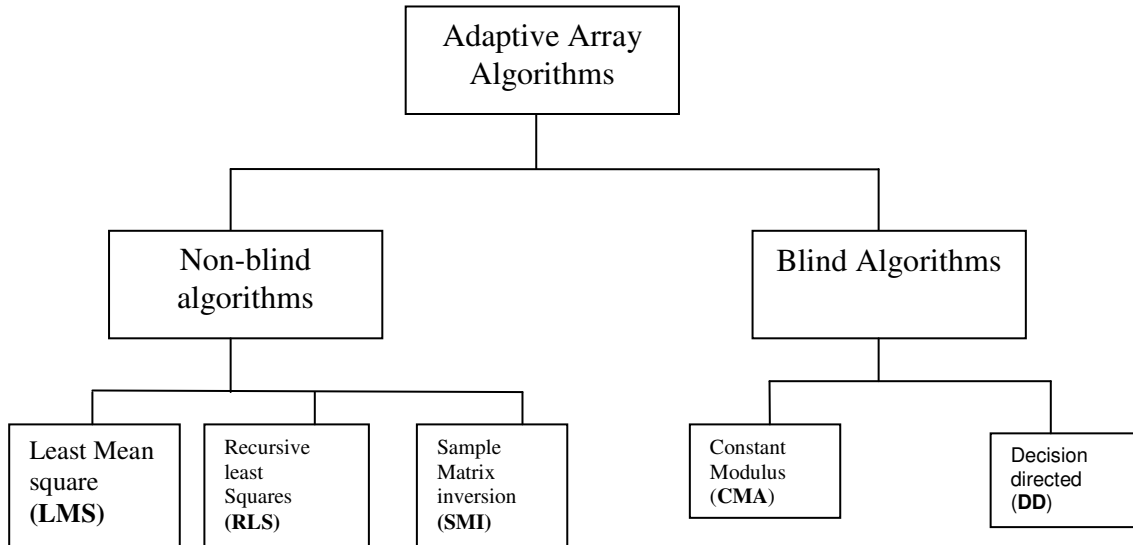 Adaptive Array
Algorithms
Non-blind
algorithms
Blind Algorithms
Least Mean
square
(LMS)
Recursive
least
Squares
(RLS)
Sample
Matrix
inversion
(SMI)
Constant
Modulus
(CMA)
Decision
directed
(DD)